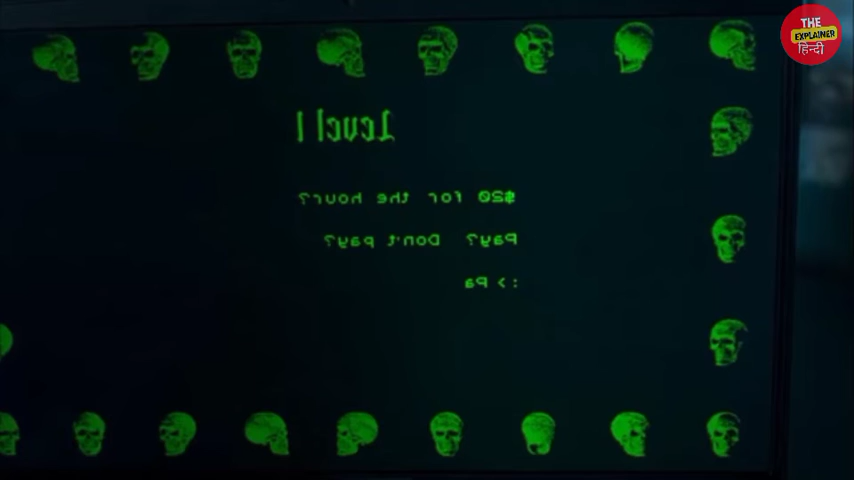 THE
EXPLAINER
हिन्दी
Level 1
$20 for the hour?
Pay? Don't pay?
:> Pa